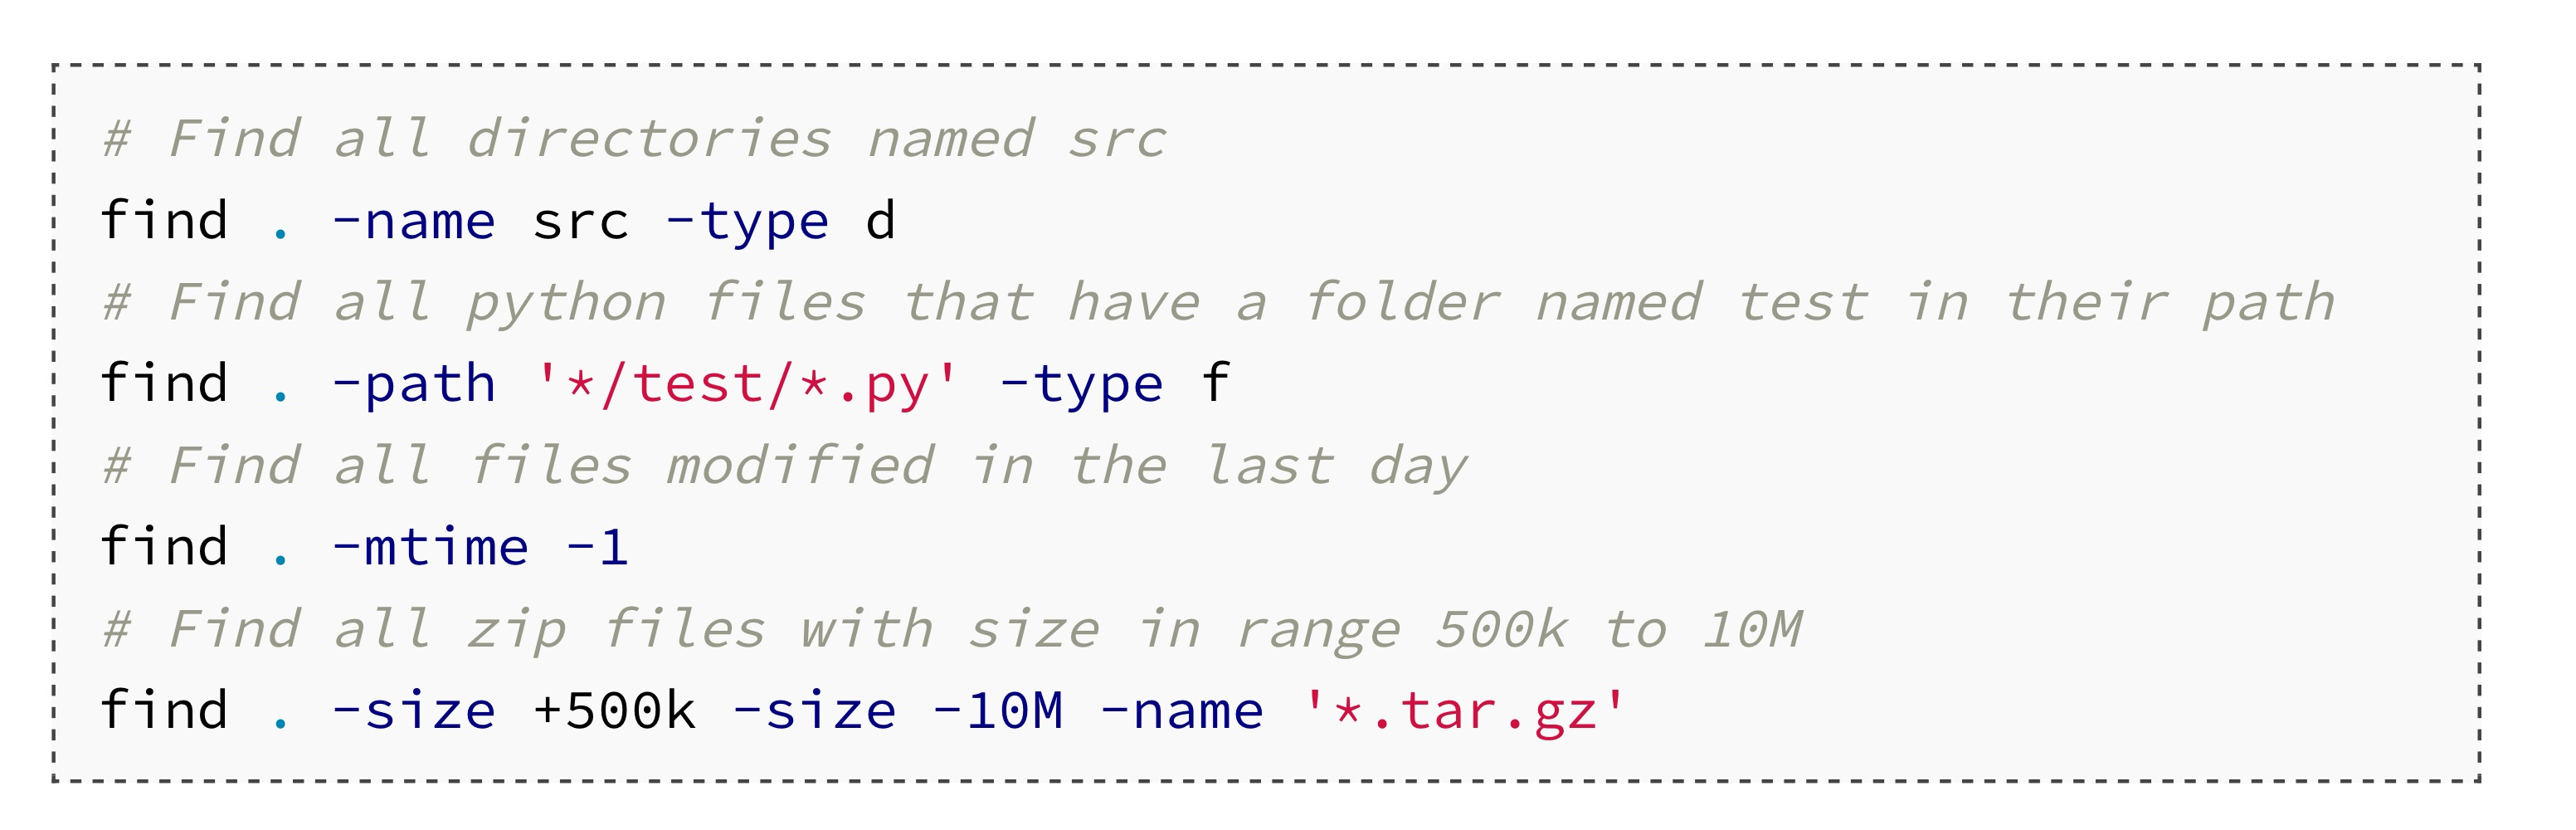 # Find all directories named src
find . -name src -type d
# Find all python files that have a folder named test in their path
find . -path '*/test/*.py' -type f
# Find all files modified in the last day
find . -mtime -1
# Find all zip files with size in range 500k to 10M
find . -size +500k -size -10M -name '*.tar.gz'